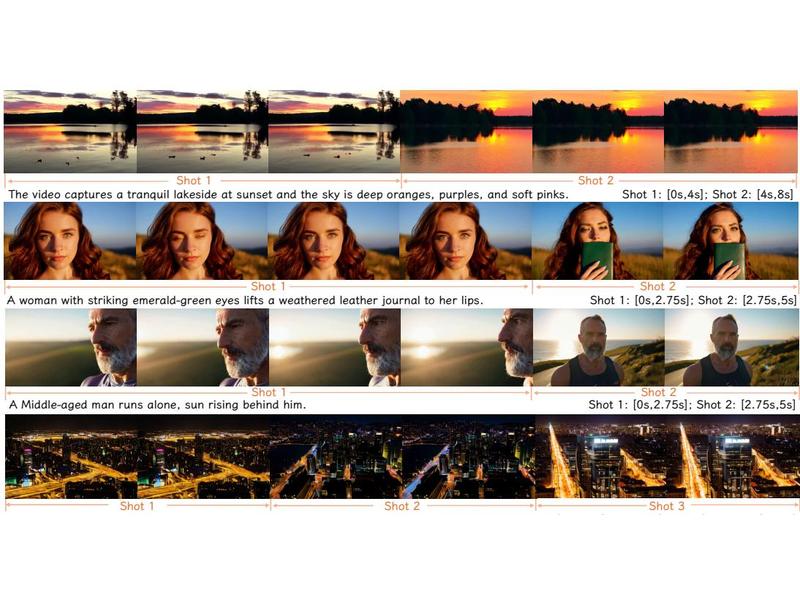 Shot 1 Shot 2
The video captures a tranquil lakeside at sunset and the sky is deep oranges, purples, and soft pinks. Shot 1: [0s,4s]; Shot 2: [4s,8s]
Shot 1 Shot 2
A woman with striking emerald-green eyes lifts a weathered leather journal to her lips. Shot 1: [0s,2.75s]; Shot 2: [2.75s,5s]
Shot 1 Shot 2
A Middle-aged man runs alone, sun rising behind him. Shot 1: [0s,2.75s]; Shot 2: [2.75s,5s]
Shot 1 Shot 2 Shot 3